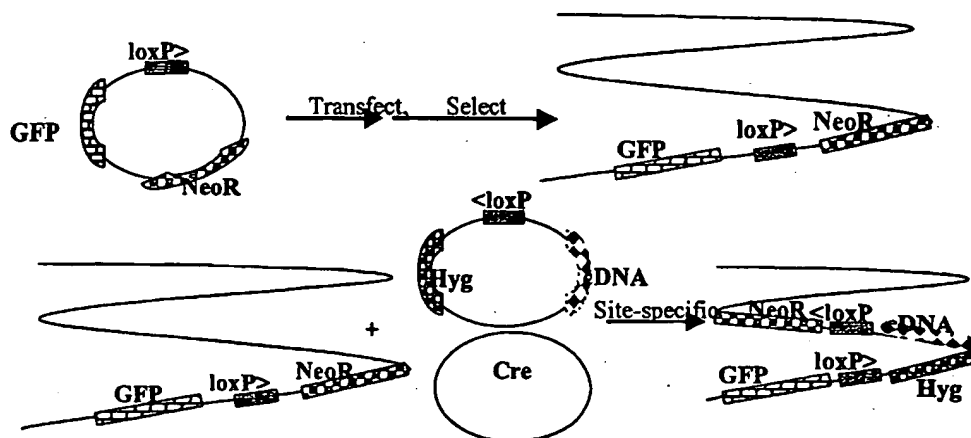 loxP>
GFP
NeoR
Transfect, Select
GFP loxP> NeoR
<loxP
Hyg DNA
+
Cre
GFP loxP> NeoR
Site-specific
NeoR <loxP cDNA
GFP loxP>
Hyg